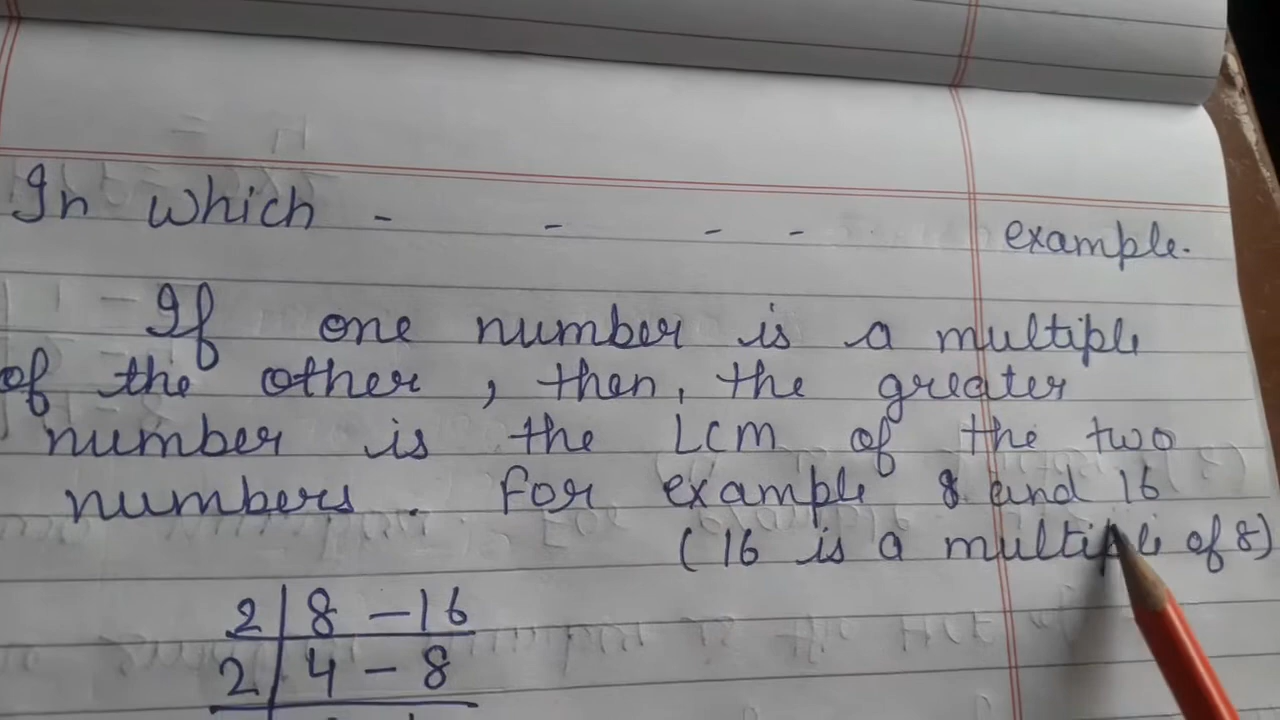 In which - - - - example.
If one number is a multiple
of the other, then, the greater
number is the LCM of the two
numbers. For example 8 and 16
(16 is a multiple of 8)
2 | 8 - 16
2 | 4 - 8